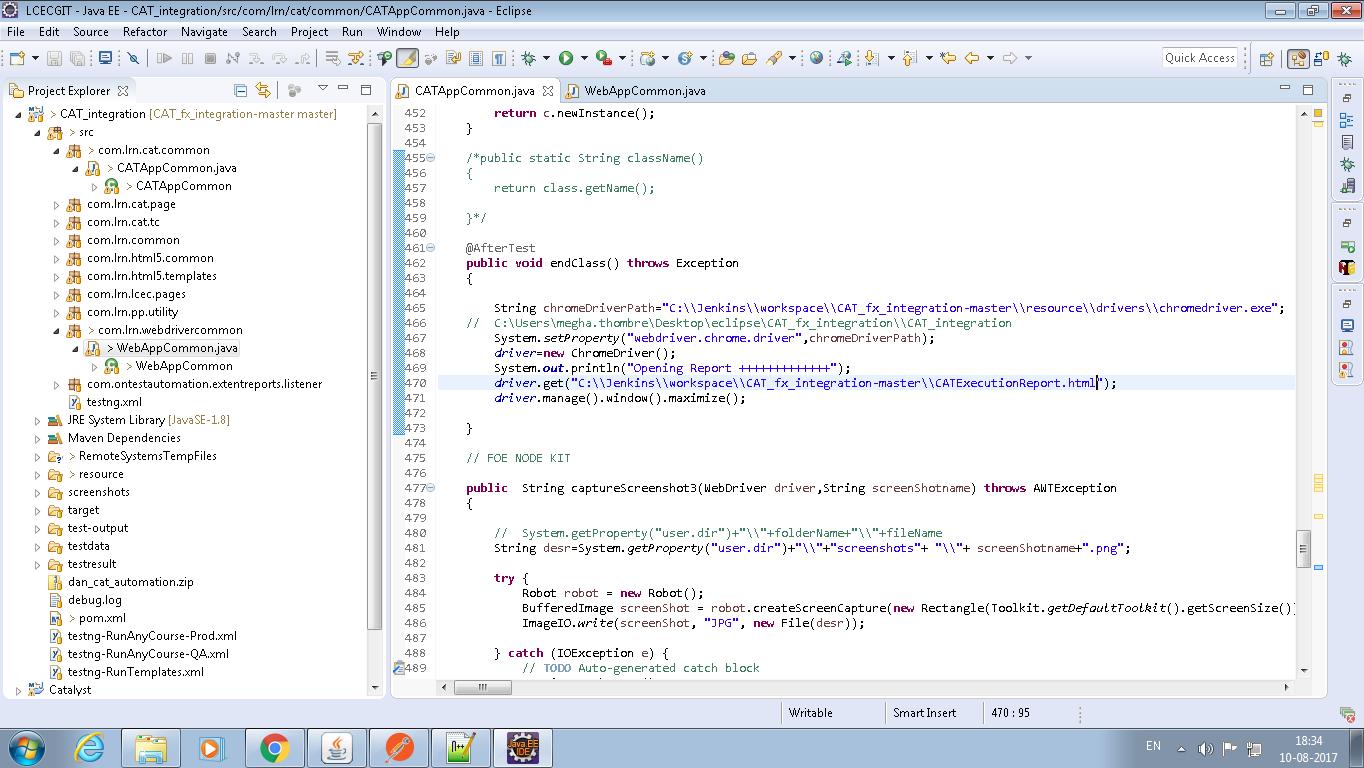 LCECGIT - Java EE - CAT_integration/src/com/lrn/cat/common/CATAppCommon.java - Eclipse
File Edit Source Refactor Navigate Search Project Run Window Help
Quick Access
Project Explorer
> CAT_integration [CAT_fx_integration-master master]
> src
> com.lrn.cat.common
> CATAppCommon.java
> CATAppCommon
com.lrn.cat.page
com.lrn.cat.tc
com.lrn.common
com.lrn.html5.common
com.lrn.html5.templates
com.lrn.lcec.pages
com.lrn.pp.utility
> com.lrn.webdrivercommon
> WebAppCommon.java
> WebAppCommon
com.ontestautomation.extentreports.listener
testng.xml
JRE System Library [JavaSE-1.8]
Maven Dependencies
> RemoteSystemsTempFiles
> resource
screenshots
target
test-output
testdata
testresult
dan_cat_automation.zip
debug.log
> pom.xml
testng-RunAnyCourse-Prod.xml
testng-RunAnyCourse-QA.xml
testng-RunTemplates.xml
Catalyst
CATAppCommon.java WebAppCommon.java
452 return c.newInstance();
453 }
454
455 /*public static String className()
456 {
457 return class.getName();
458
459 }*/
460
461 @AfterTest
462 public void endClass() throws Exception
463 {
464
465 String chromeDriverPath="C:\\Jenkins\\workspace\\CAT_fx_integration-master\\resource\\drivers\\chromedriver.exe";
466 // C:\Users\megha.thombre\Desktop\eclipse\CAT_fx_integration\\CAT_integration
467 System.setProperty("webdriver.chrome.driver",chromeDriverPath);
468 driver=new ChromeDriver();
469 System.out.println("Opening Report +++++++++++++");
470 driver.get("C:\\Jenkins\\workspace\\CAT_fx_integration-master\\CATExecutionReport.html");
471 driver.manage().window().maximize();
472
473 }
474
475 // FOE NODE KIT
476
477 public String captureScreenshot3(WebDriver driver,String screenShotname) throws AWTException
478 {
479
480 // System.getProperty("user.dir")+"\\"+folderName+"\\"+fileName
481 String desr=System.getProperty("user.dir")+"\\"+"screenshots"+ "\\"+ screenShotname+".png";
482
483 try {
484 Robot robot = new Robot();
485 BufferedImage screenShot = robot.createScreenCapture(new Rectangle(Toolkit.getDefaultToolkit().getScreenSize())
486 ImageIO.write(screenShot, "JPG", new File(desr));
487
488 } catch (IOException e) {
489 // TODO Auto-generated catch block
Writable Smart Insert 470 : 95
Java EE
IDE
EN
18:34
10-08-2017